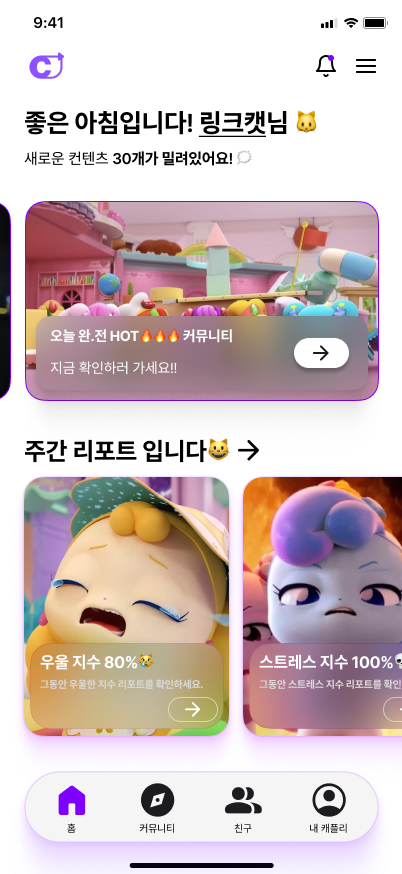 9:41
좋은 아침입니다! 링크캣님 🐱
새로운 컨텐츠 30개가 밀려있어요! 💭
오늘 완.전 HOT🔥🔥🔥커뮤니티
지금 확인하러 가세요!!
주간 리포트 입니다😺 →
우울 지수 80%😿
그동안 우울한 지수 리포트를 확인하세요.
스트레스 지수 100%
그동안 스트레스 지수 리포트를 확인
홈
커뮤니티
친구
내 캐플리